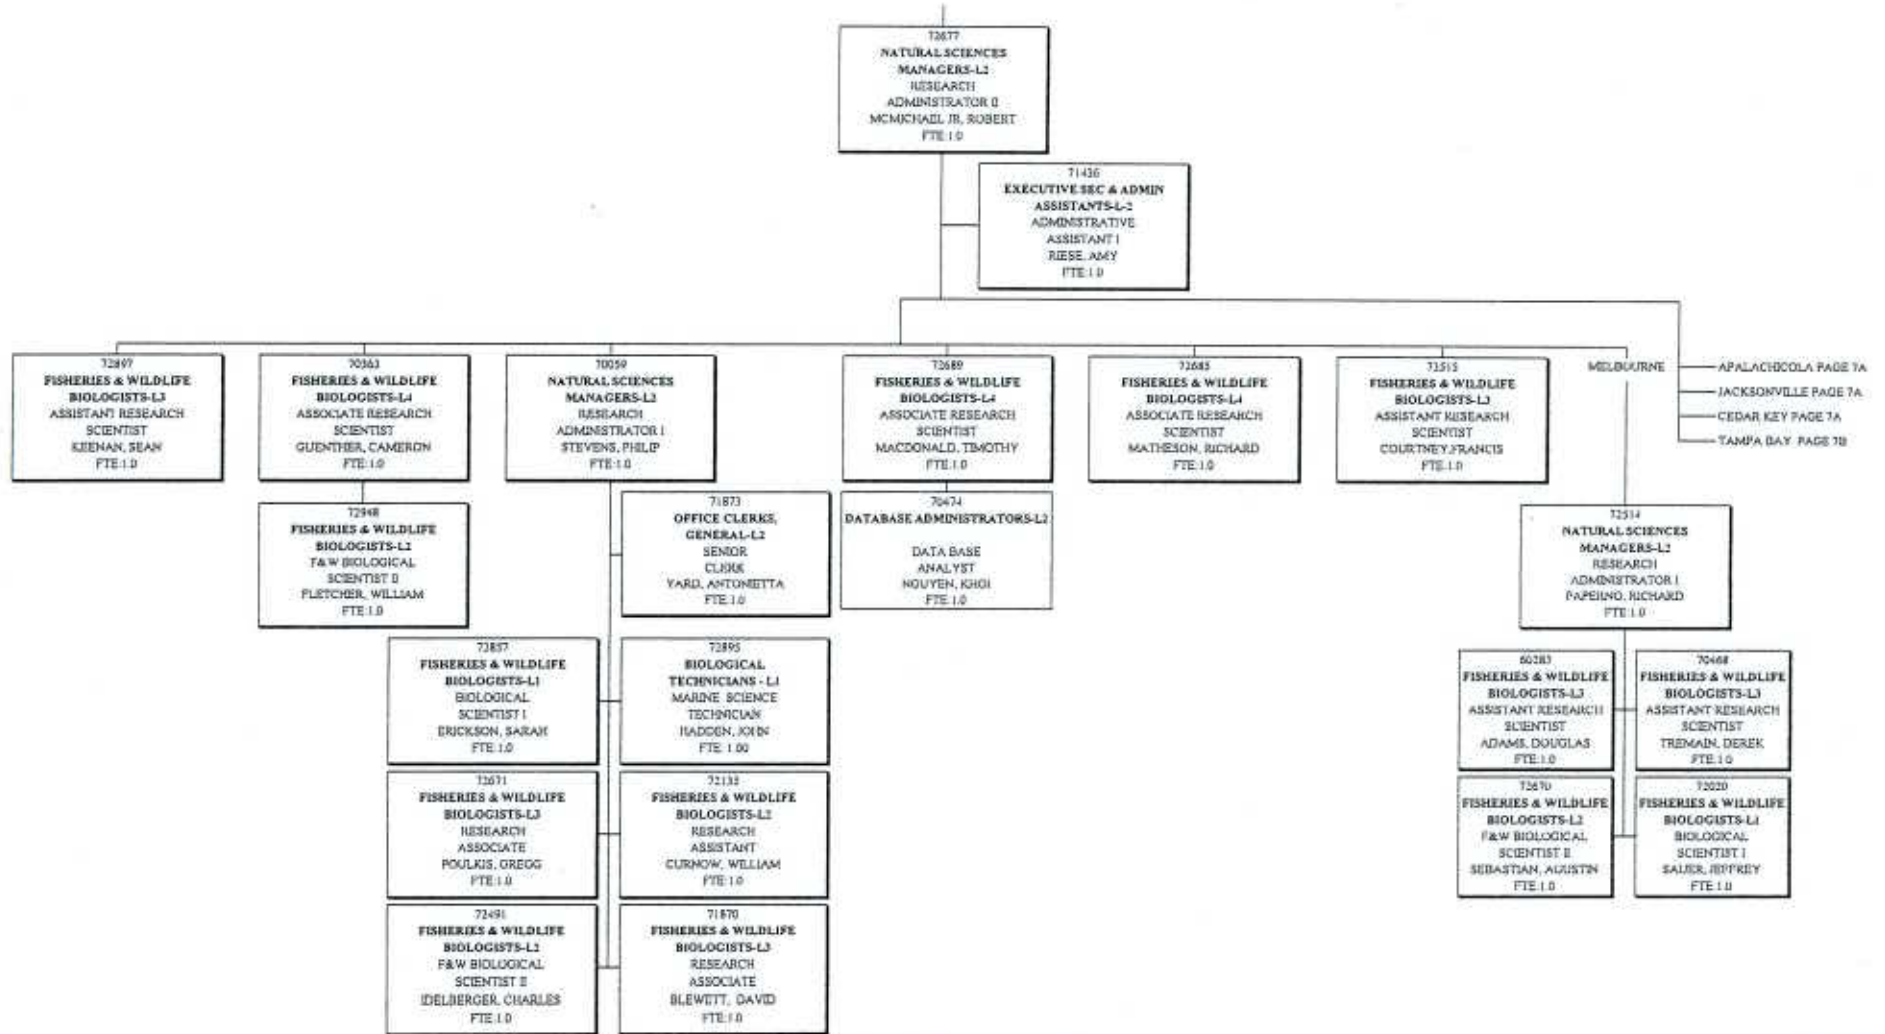 72677
NATURAL SCIENCES
MANAGERS-L2
RESEARCH
ADMINISTRATOR II
MCMICHAEL JR, ROBERT
FTE:1.0
71436
EXECUTIVE SEC & ADMIN
ASSISTANTS-L-2
ADMINISTRATIVE
ASSISTANT I
RIESE, AMY
FTE:1.0
72897
FISHERIES & WILDLIFE
BIOLOGISTS-L3
ASSISTANT RESEARCH
SCIENTIST
KEENAN, SEAN
FTE:1.0
70363
FISHERIES & WILDLIFE
BIOLOGISTS-L4
ASSOCIATE RESEARCH
SCIENTIST
GUENTHER, CAMERON
FTE:1.0
70059
NATURAL SCIENCES
MANAGERS-L2
RESEARCH
ADMINISTRATOR I
STEVENS, PHILIP
FTE:1.0
72689
FISHERIES & WILDLIFE
BIOLOGISTS-L4
ASSOCIATE RESEARCH
SCIENTIST
MACDONALD, TIMOTHY
FTE:1.0
72685
FISHERIES & WILDLIFE
BIOLOGISTS-L4
ASSOCIATE RESEARCH
SCIENTIST
MATHESON, RICHARD
FTE:1.0
FISHERIES & WILDLIFE
BIOLOGISTS-L3
ASSISTANT RESEARCH
SCIENTIST
COURTNEY,FRANCIS
FTE:1.0
MELBOURNE
APALACHICOLA PAGE 7A
JACKSONVILLE PAGE 7A
CEDAR KEY PAGE 7A
TAMPA BAY PAGE 7B
72948
FISHERIES & WILDLIFE
BIOLOGISTS-L2
F&W BIOLOGICAL
SCIENTIST II
FLETCHER, WILLIAM
FTE:1.0
71873
OFFICE CLERKS,
GENERAL-L2
SENIOR
CLERK
YARD, ANTONIETTA
FTE:1.0
70474
DATABASE ADMINISTRATORS-L2
DATA BASE
ANALYST
NGUYEN, KHOI
FTE:1.0
72514
NATURAL SCIENCES
MANAGERS-L2
RESEARCH
ADMINISTRATOR I
PAPERNO, RICHARD
FTE:1.0
72857
FISHERIES & WILDLIFE
BIOLOGISTS-L1
BIOLOGICAL
SCIENTIST I
ERICKSON, SARAH
FTE:1.0
72895
BIOLOGICAL
TECHNICIANS - L1
MARINE SCIENCE
TECHNICIAN
HADDEN, JOHN
FTE: 1.00
60283
FISHERIES & WILDLIFE
BIOLOGISTS-L3
ASSISTANT RESEARCH
SCIENTIST
ADAMS, DOUGLAS
FTE:1.0
70468
FISHERIES & WILDLIFE
BIOLOGISTS-L3
ASSISTANT RESEARCH
SCIENTIST
TREMAIN, DEREK
FTE:1.0
72671
FISHERIES & WILDLIFE
BIOLOGISTS-L3
RESEARCH
ASSOCIATE
POULKIS, GREGG
FTE:1.0
72135
FISHERIES & WILDLIFE
BIOLOGISTS-L2
RESEARCH
ASSISTANT
CURNOW, WILLIAM
FTE:1.0
72670
FISHERIES & WILDLIFE
BIOLOGISTS-L2
F&W BIOLOGICAL
SCIENTIST II
SEBASTIAN, AUSTIN
FTE:1.0
72020
FISHERIES & WILDLIFE
BIOLOGISTS-L1
BIOLOGICAL
SCIENTIST I
SAUER, JEFFREY
FTE:1.0
72491
FISHERIES & WILDLIFE
BIOLOGISTS-L2
F&W BIOLOGICAL
SCIENTIST II
IDELBERGER, CHARLES
FTE:1.0
71870
FISHERIES & WILDLIFE
BIOLOGISTS-L3
RESEARCH
ASSOCIATE
BLEWETT, DAVID
FTE:1.0